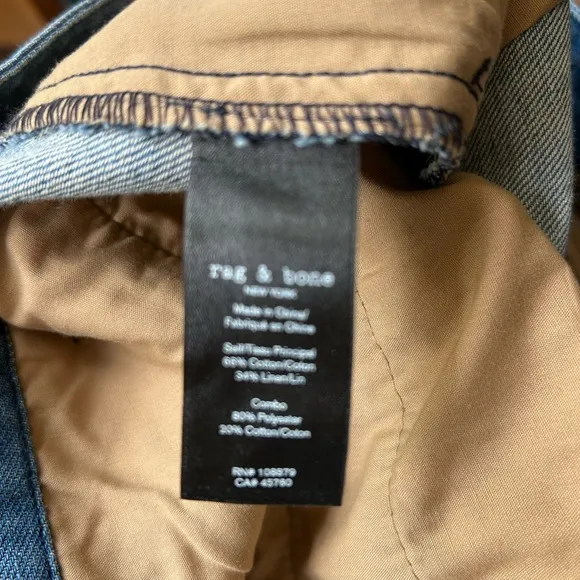 rag & bone
NEW YORK
Made in China/
Fabriqué en Chine
Self/Tissu Principal
66% Cotton/Coton
34% Linen/Lin
Combo
80% Polyester
20% Cotton/Coton
RN# 108879
CA# 45760